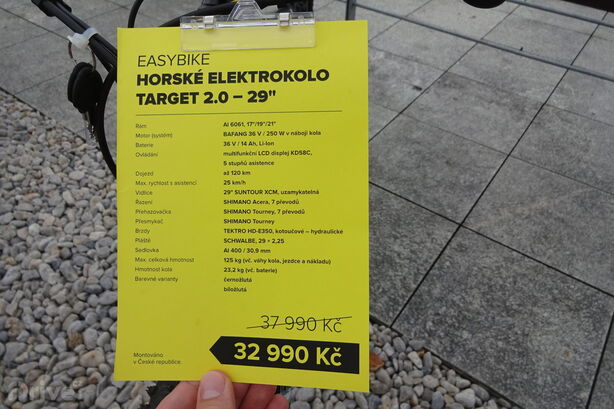 EASYBIKE
HORSKÉ ELEKTROKOLO
TARGET 2.0 – 29"
Rám Al 6061, 17"/19"/21"
Motor (systém) BAFANG 36 V / 250 W v náboji kola
Baterie 36 V / 14 Ah, Li-Ion
Ovládání multifunkční LCD displej KD58C,
5 stupňů asistence
Dojezd až 120 km
Max. rychlost s asistencí 25 km/h
Vidlice 29" SUNTOUR XCM, uzamykatelná
Řazení SHIMANO Acera, 7 převodů
Přehazovačka SHIMANO Tourney, 7 převodů
Přesmykač SHIMANO Tourney
Brzdy TEKTRO HD-E350, kotoučové – hydraulické
Pláště SCHWALBE, 29 × 2,25
Sedlovka Al 400 / 30,9 mm
Max. celková hmotnost 125 kg (vč. váhy kola, jezdce a nákladu)
Hmotnost kola 23,2 kg (vč. baterie)
Barevné varianty černožlutá
bíložlutá
37 990 Kč
Montováno
v České republice.
32 990 Kč
fDrive.cz